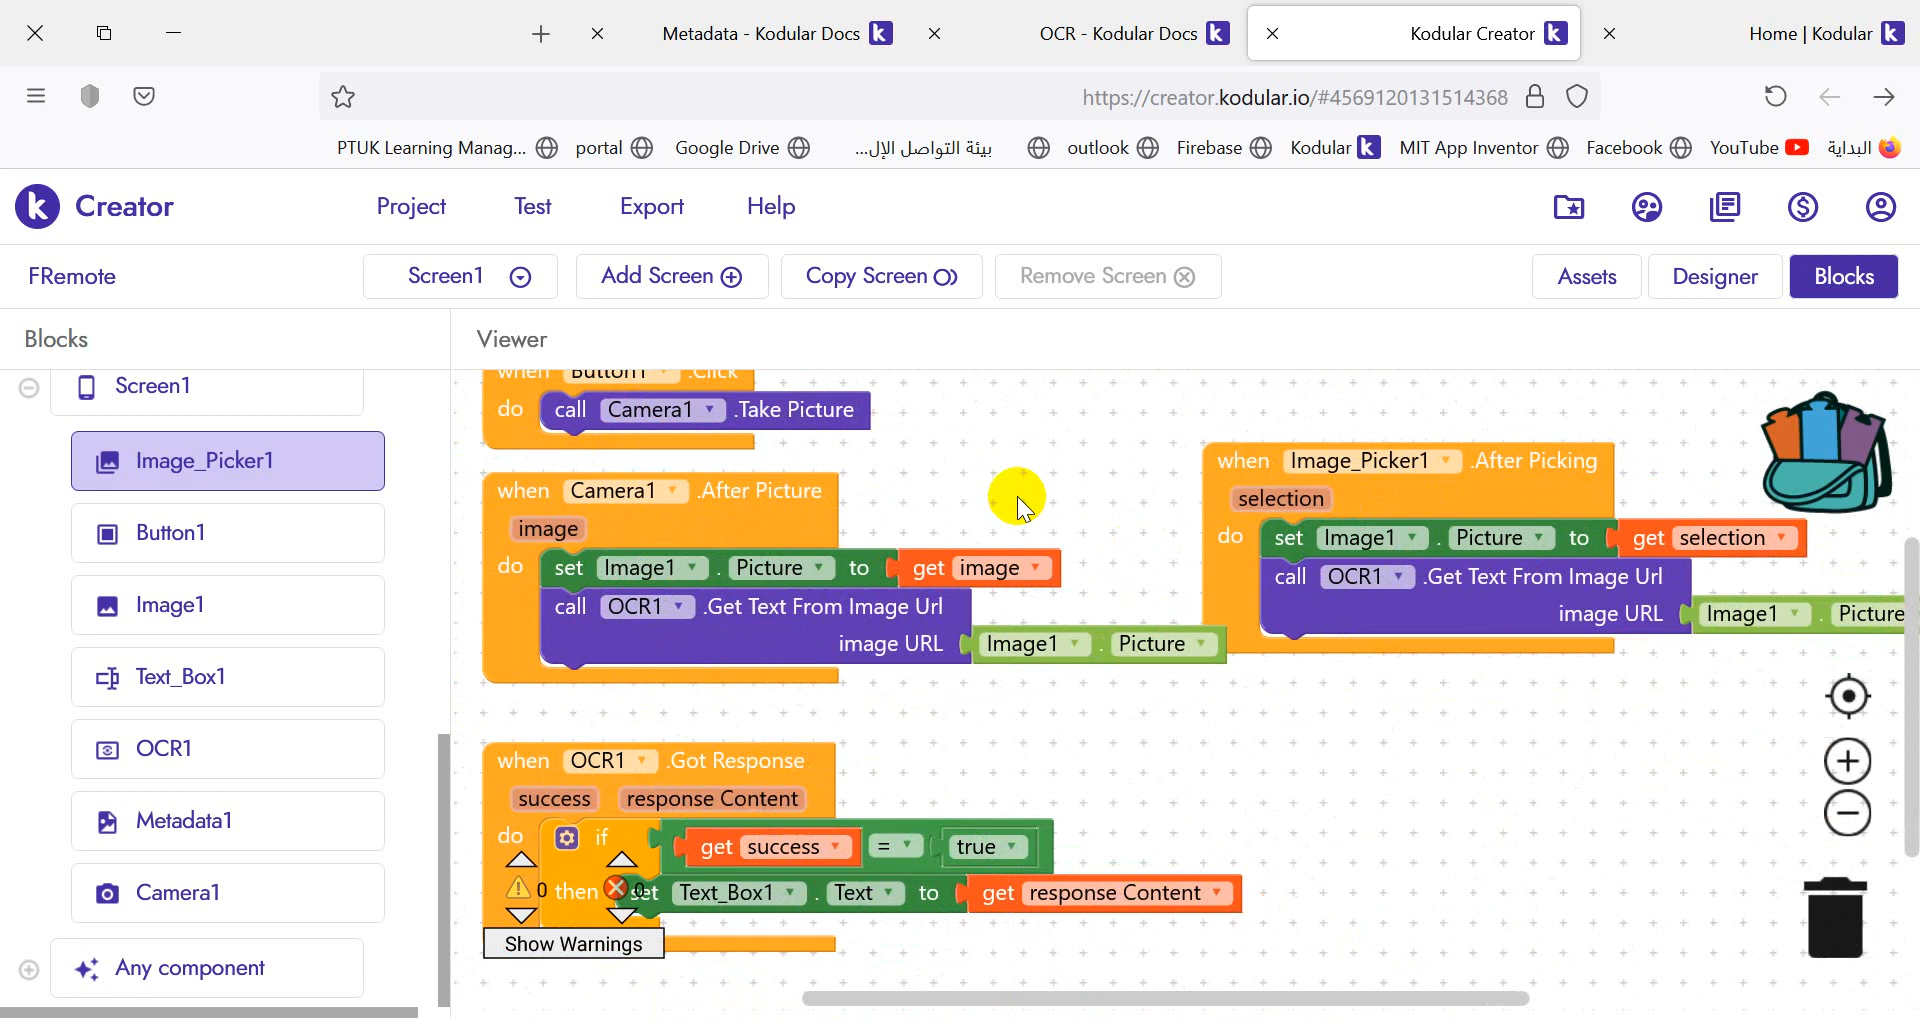 Metadata - Kodular Docs
OCR - Kodular Docs
Kodular Creator
Home | Kodular
https://creator.kodular.io/#4569120131514368
PTUK Learning Manag...
portal
Google Drive
بيئة التواصل الإل...
outlook
Firebase
Kodular
MIT App Inventor
Facebook
YouTube
البداية
Creator
Project
Test
Export
Help
FRemote
Screen1
Add Screen
Copy Screen
Remove Screen
Assets
Designer
Blocks
Blocks
Viewer
Screen1
Image_Picker1
Button1
Image1
Text_Box1
OCR1
Metadata1
Camera1
Any component
when Button1 .Click
do call Camera1 .Take Picture
when Camera1 .After Picture
image
do set Image1 . Picture to get image
call OCR1 .Get Text From Image Url
image URL Image1 . Picture
when Image_Picker1 .After Picking
selection
do set Image1 . Picture to get selection
call OCR1 .Get Text From Image Url
image URL Image1 . Picture
when OCR1 .Got Response
success response Content
do if get success = true
0 then 0 set Text_Box1 . Text to get response Content
Show Warnings